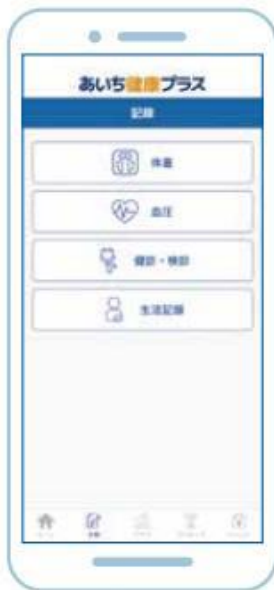 あいち健康プラス
記録
体重
血圧
健診・検診
生活記録